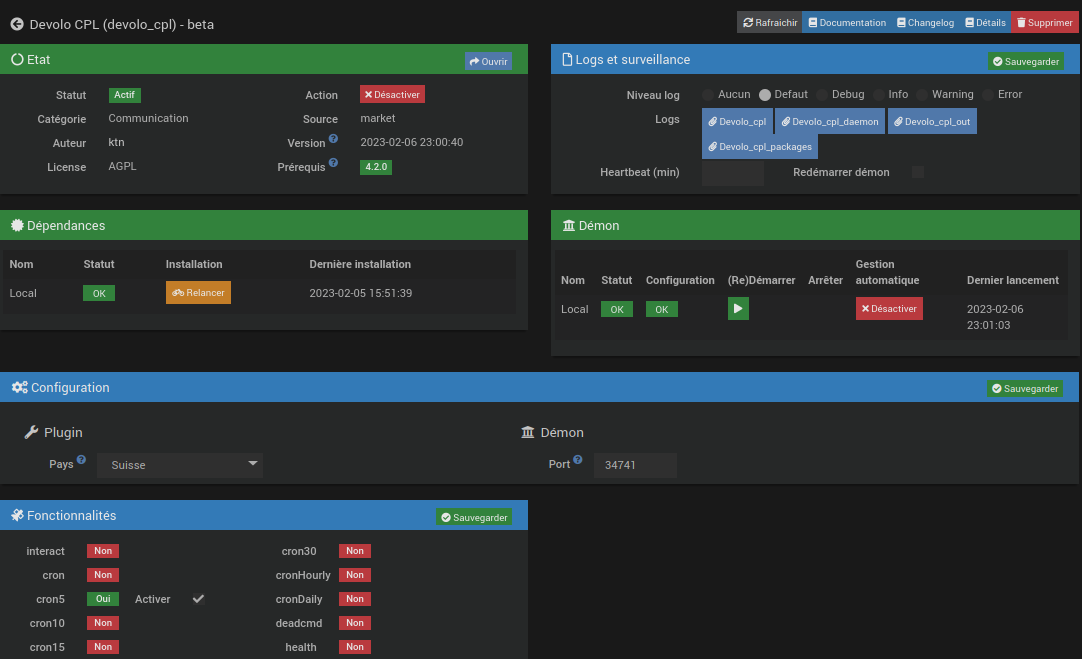 Devolo CPL (devolo_cpl) - beta
Rafraichir Documentation Changelog Détails Supprimer
Etat Ouvrir
Statut Actif Action Désactiver
Catégorie Communication Source market
Auteur ktn Version 2023-02-06 23:00:40
License AGPL Prérequis 4.2.0
Logs et surveillance Sauvegarder
Niveau log Aucun Defaut Debug Info Warning Error
Logs Devolo_cpl Devolo_cpl_daemon Devolo_cpl_out
Devolo_cpl_packages
Heartbeat (min) Redémarrer démon
Dépendances
Nom Statut Installation Dernière installation
Local OK Relancer 2023-02-05 15:51:39
Démon
Nom Statut Configuration (Re)Démarrer Arrêter Gestion automatique Dernier lancement
Local OK OK Désactiver 2023-02-06
23:01:03
Configuration Sauvegarder
Plugin Démon
Pays Suisse Port 34741
Fonctionnalités Sauvegarder
interact Non cron30 Non
cron Non cronHourly Non
cron5 Oui Activer cronDaily Non
cron10 Non deadcmd Non
cron15 Non health Non